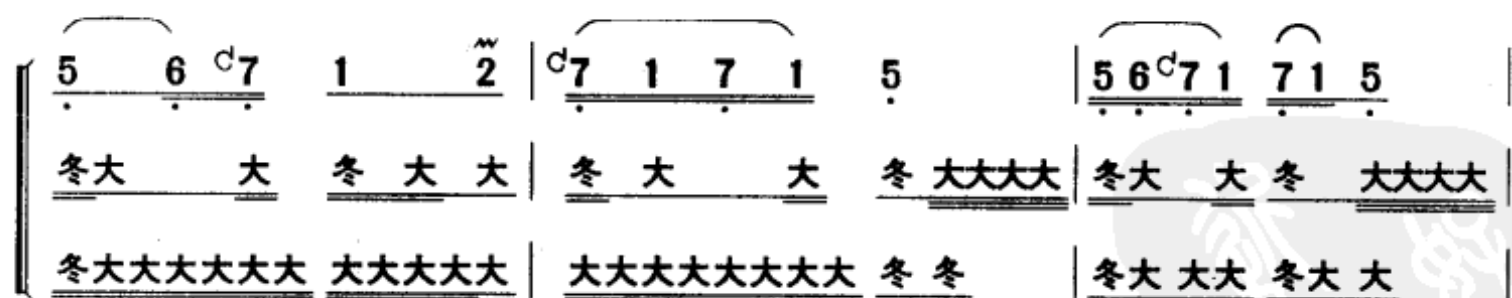 5 6 7 1 2 7 1 7 1 5 5 6 7 1 7 1 5
冬大 大 冬 大 大 冬 大 大 冬 大大大大 冬大 大 冬 大大大大
冬大大大大大大 大大大大大 大大大大大大大大 冬 冬 冬大 大大 冬大 大